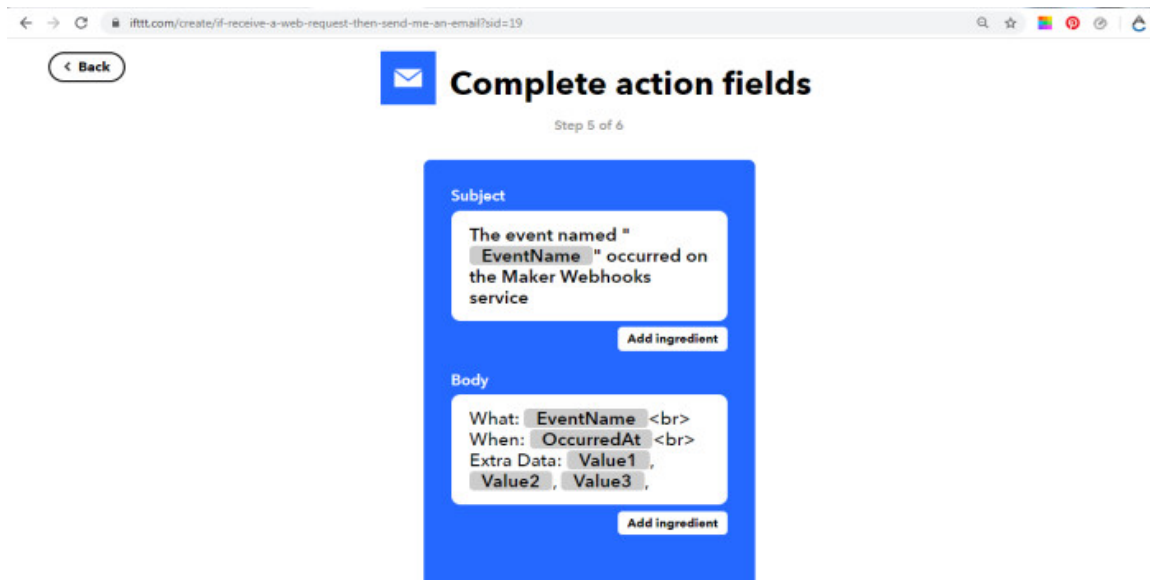 ifttt.com/create/if-receive-a-web-request-then-send-me-an-email?sid=19
Back
Complete action fields
Step 5 of 6
Subject
The event named "
EventName " occurred on
the Maker Webhooks
service
Add ingredient
Body
What: EventName <br>
When: OccurredAt <br>
Extra Data: Value1 ,
Value2 , Value3 ,
Add ingredient